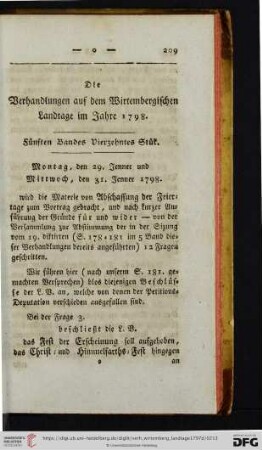 — o — 209
Die
Verhandlungen auf dem Wirtembergischen
Landtage im Jahre 1798.
Fünften Bandes Vierzehntes Stük.
Montag, den 29. Jenner und
Mittwoch, den 31. Jenner 1798.
wird die Materie von Abschaffung der Feier-
tage zum Vortrag gebracht, und nach kurzer Aus-
führung der Gründe für und wider — von der
Versammlung zur Abstimmung der in der Sizung
vom 19. diktirten (S. 178-181 im 5 Band die-
ser Verhandlungen bereits angeführten) 12 Fragen
geschritten.
Wir führen hier (nach unserm S. 181. ge-
machten Versprechen) blos diejenigen Beschlüs-
se der L. V. an, welche von denen der Petitions-
Deputation verschieden ausgefallen sind.
Bei der Frage 3.
beschließt die L. V.
das Fest der Erscheinung soll aufgehoben,
das Christ- und Himmelfarths-Fest hingegen
o an
DFG